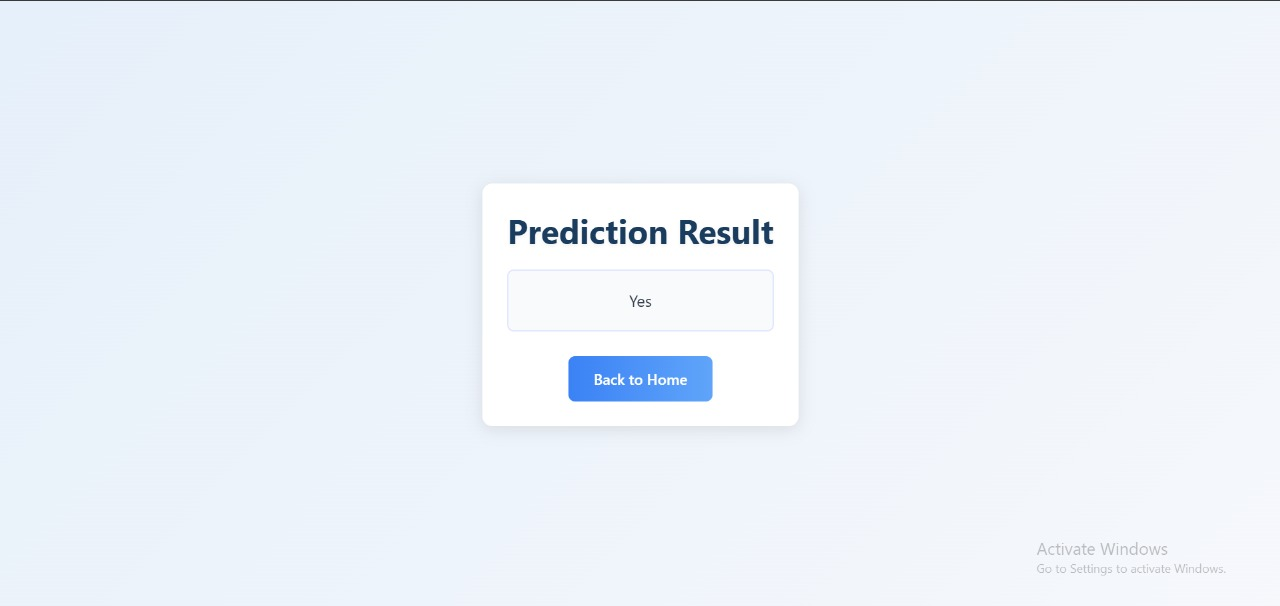 Prediction Result
Yes
Back to Home
Activate Windows
Go to Settings to activate Windows.